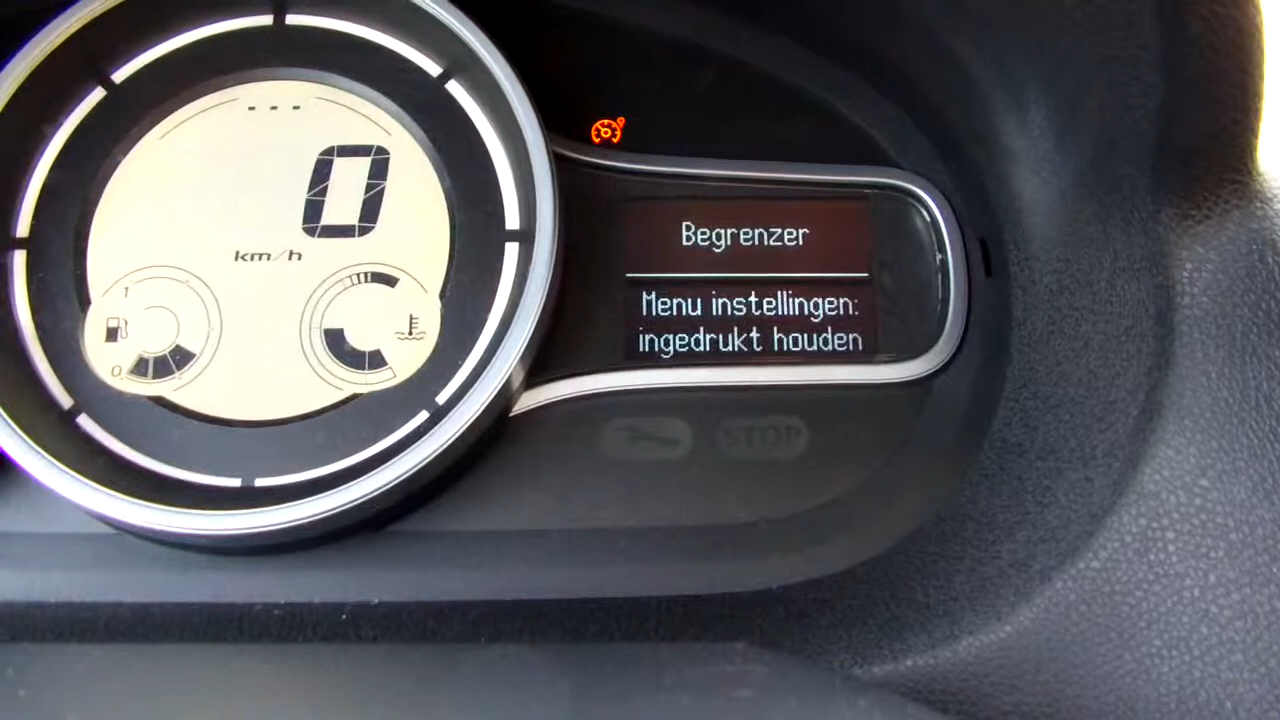 0
km/h
1
0
Begrenzer
Menu instellingen:
ingedrukt houden
STOP